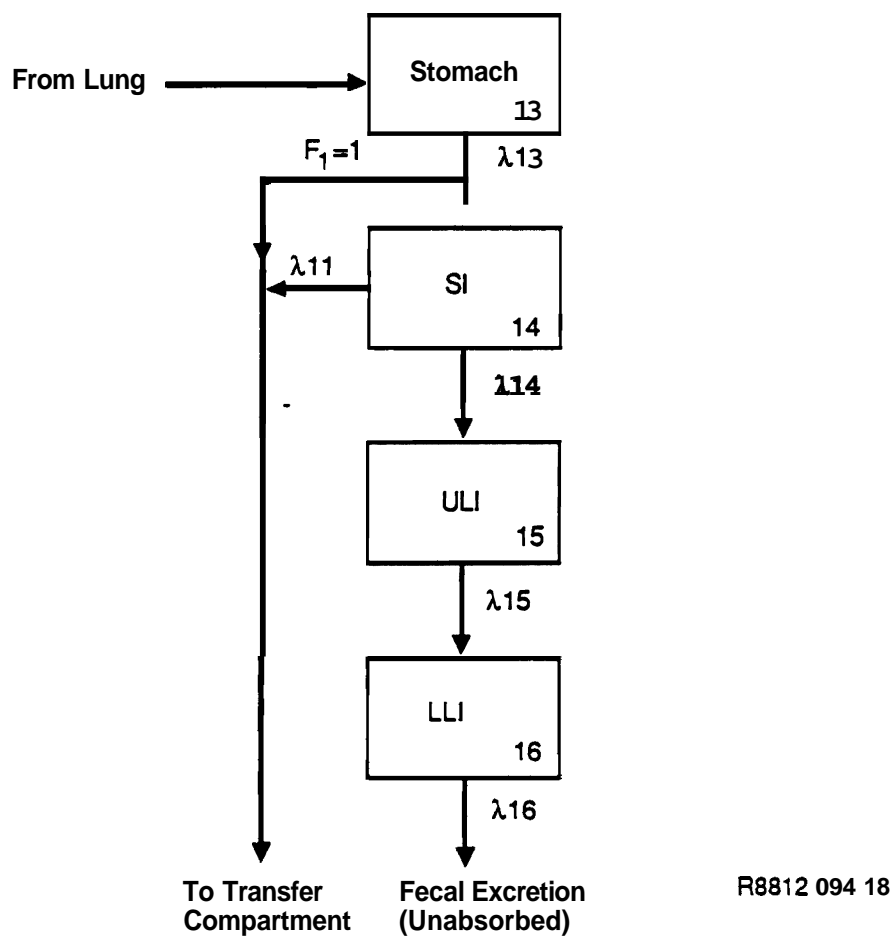 From Lung
Stomach
13
F₁=1
λ13
λ11
SI
14
λ14
ULI
15
λ15
LLI
16
λ16
To Transfer
Compartment
Fecal Excretion
(Unabsorbed)
R8812 094 18